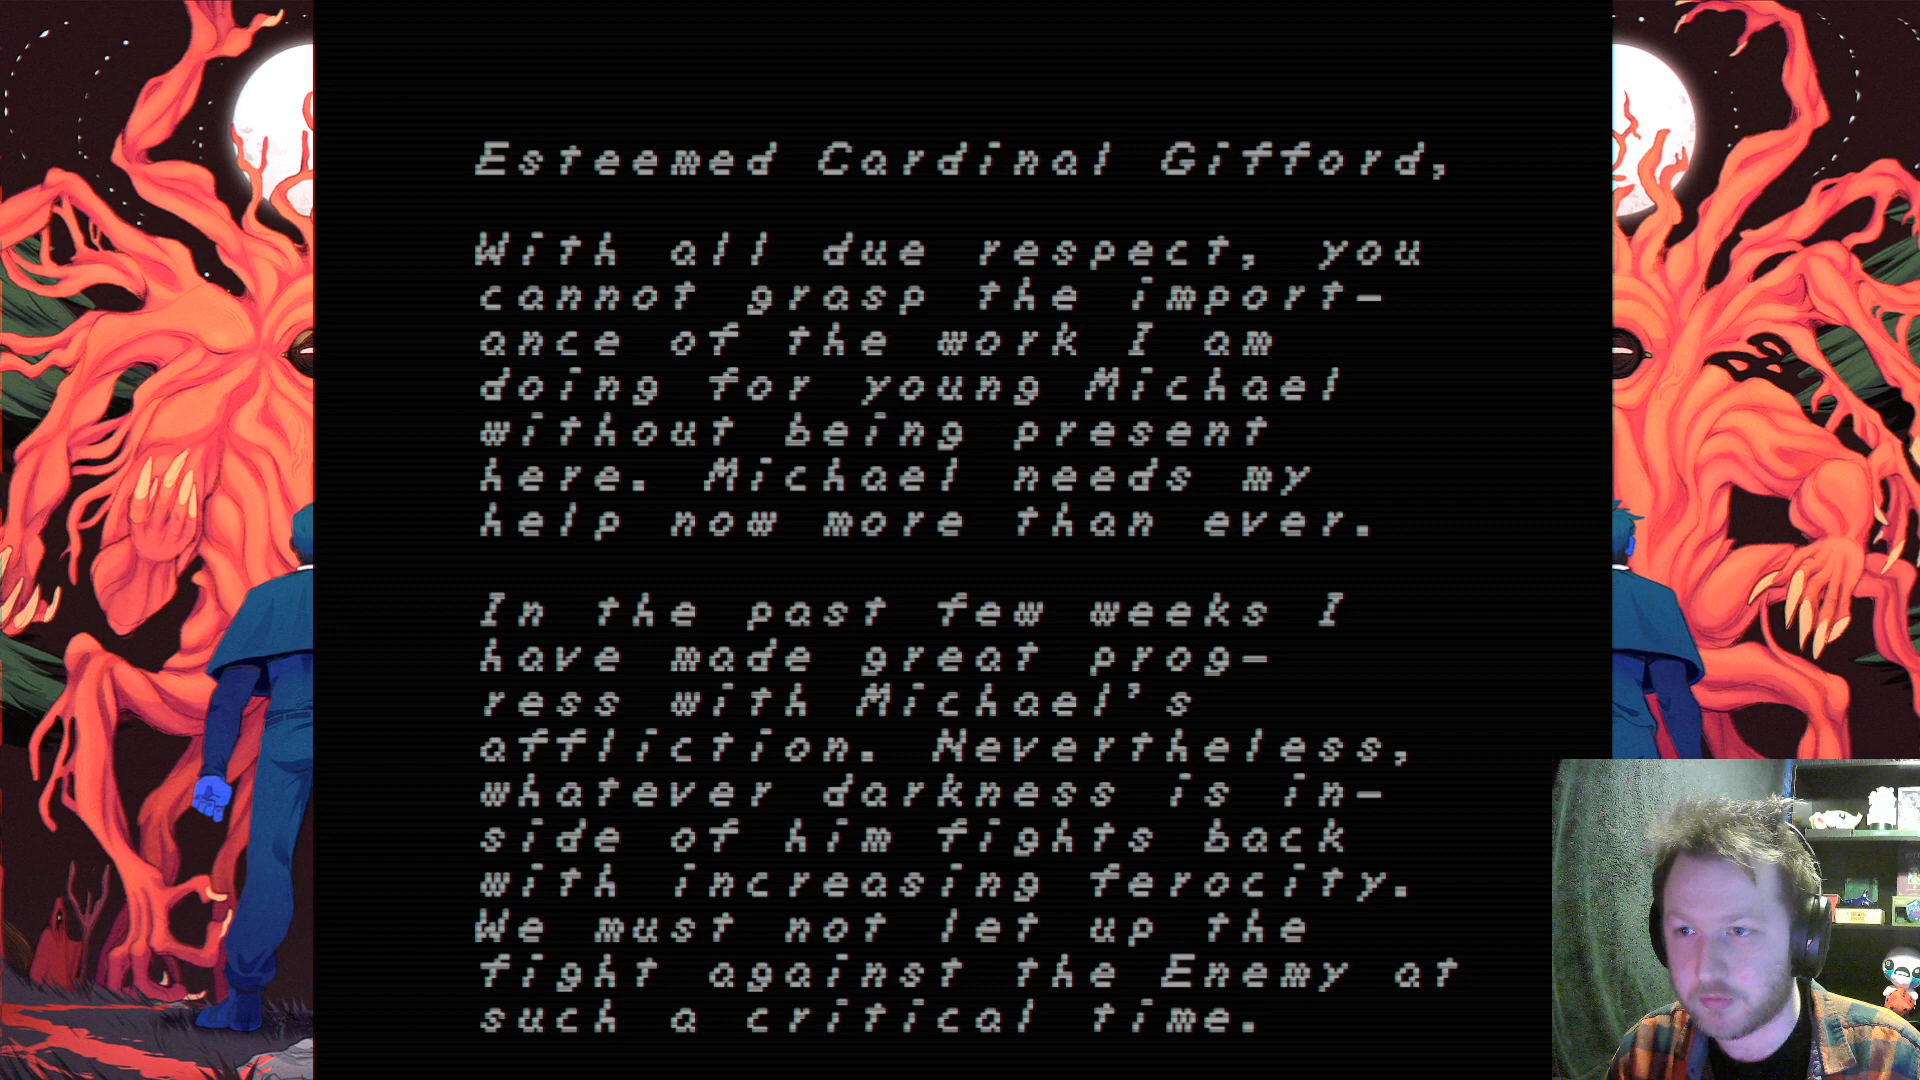 Esteemed Cardinal Gifford,
With all due respect, you
cannot grasp the import-
ance of the work I am
doing for young Michael
without being present
here. Michael needs my
help now more than ever.
In the past few weeks I
have made great prog-
ress with Michael's
affliction. Nevertheless,
whatever darkness is in-
side of him fights back
with increasing ferocity.
We must not let up the
fight against the Enemy at
such a critical time.